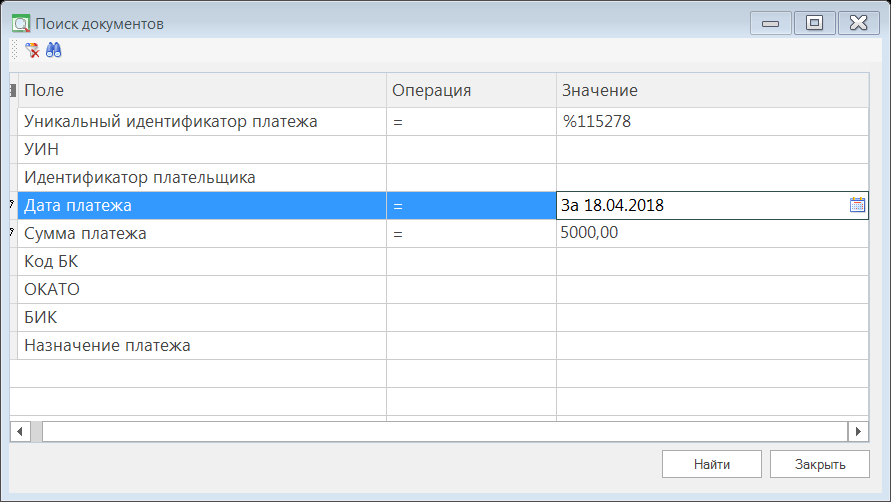 Поиск документов
Поле Операция Значение
Уникальный идентификатор платежа = %115278
УИН
Идентификатор плательщика
Дата платежа = За 18.04.2018
Сумма платежа = 5000,00
Код БК
ОКАТО
БИК
Назначение платежа
Найти Закрыть